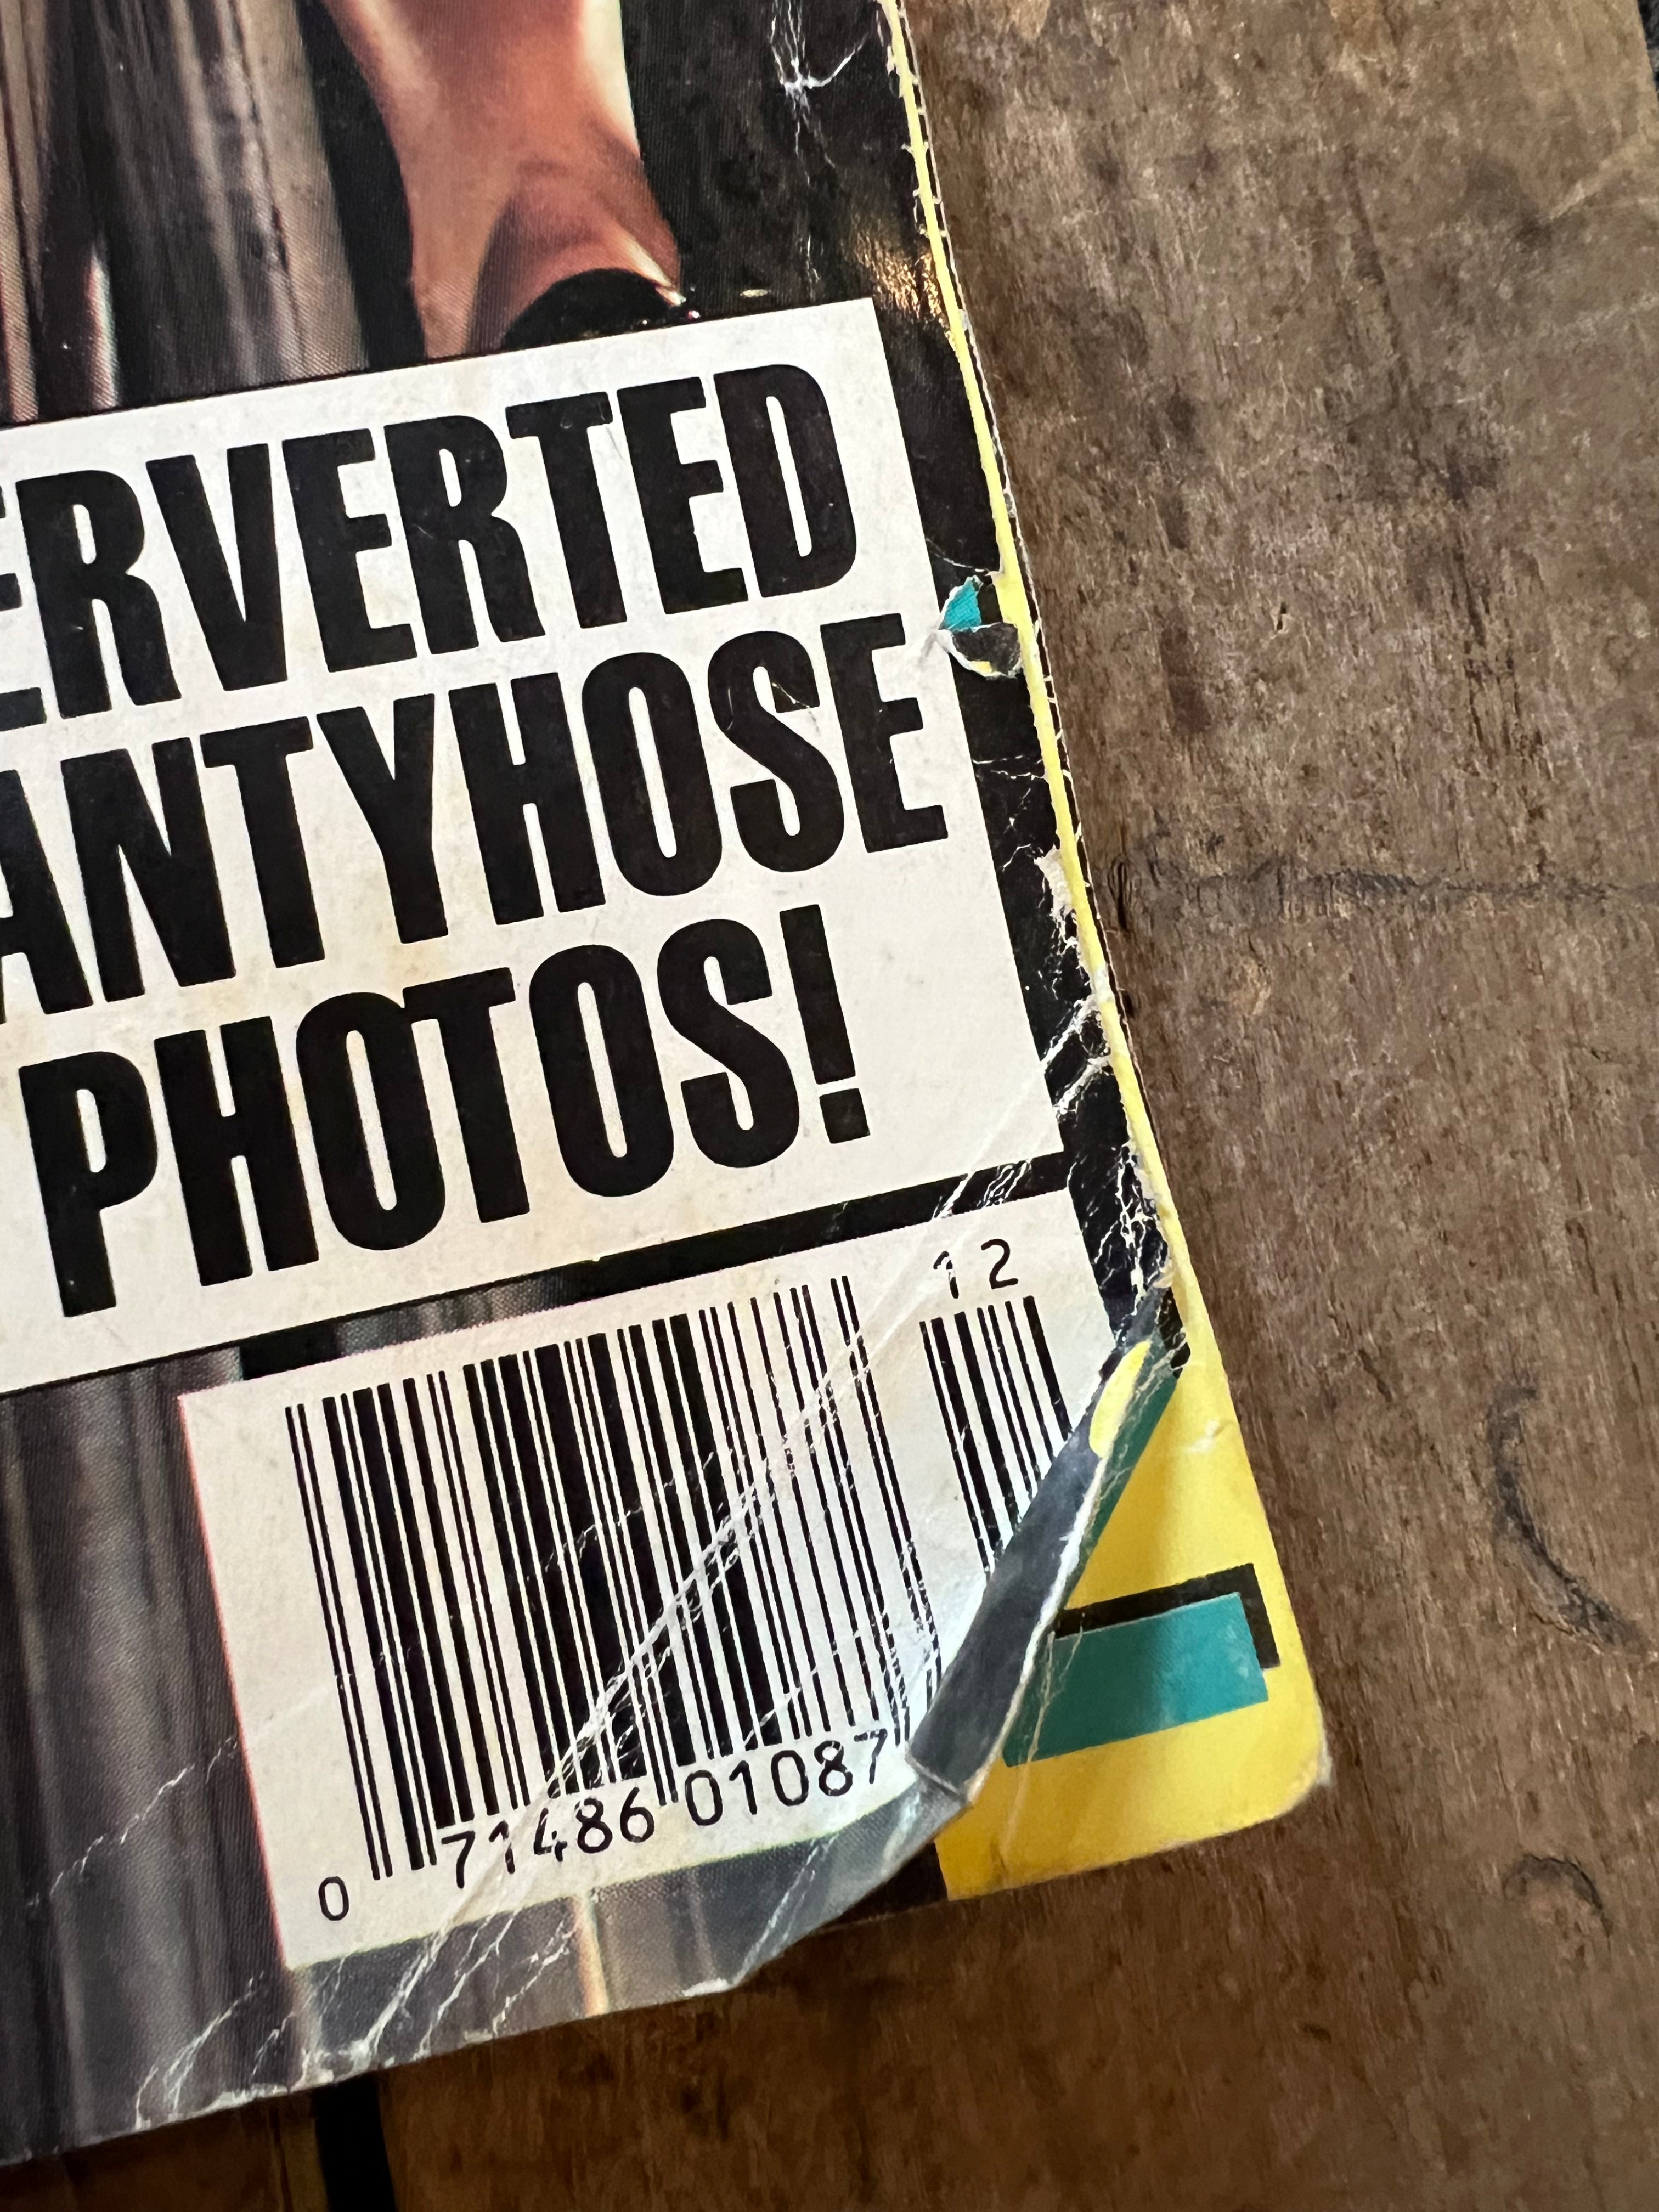 ERVERTED
ANTYHOSE
PHOTOS!
12
0 71486 01087